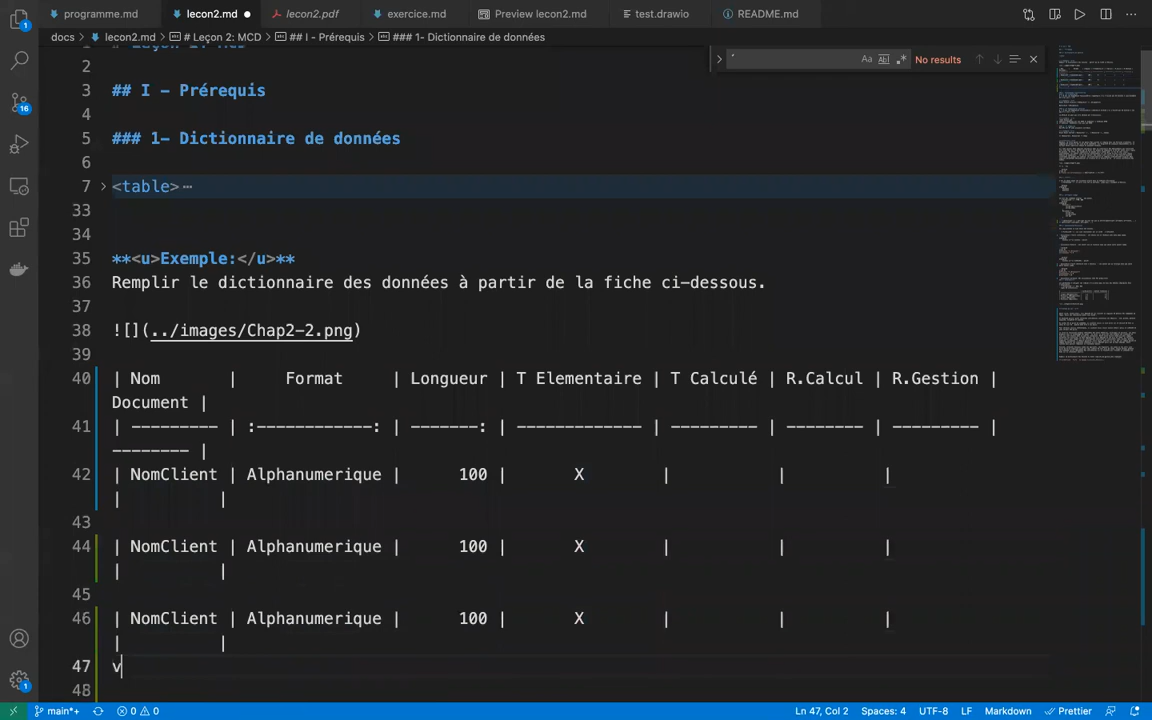 programme.md
lecon2.md
lecon2.pdf
exercice.md
Preview lecon2.md
test.drawio
README.md
docs > lecon2.md > # Leçon 2: MCD > ## I - Prérequis > ### 1- Dictionnaire de données
No results
2
3 ## I - Prérequis
4
5 ### 1- Dictionnaire de données
6
7 <table> ⋯
33
34
35 **<u>Exemple:</u>**
36 Remplir le dictionnaire des données à partir de la fiche ci-dessous.
37
38 ![](../images/Chap2-2.png)
39
40 | Nom | Format | Longueur | T Elementaire | T Calculé | R.Calcul | R.Gestion |
Document |
41 | --------- | :------------: | -------: | ------------- | --------- | -------- | --------- |
-------- |
42 | NomClient | Alphanumerique | 100 | X | | |
| |
43
44 | NomClient | Alphanumerique | 100 | X | | |
| |
45
46 | NomClient | Alphanumerique | 100 | X | | |
| |
47 v
48
main*+ 0 0 Ln 47, Col 2 Spaces: 4 UTF-8 LF Markdown Prettier